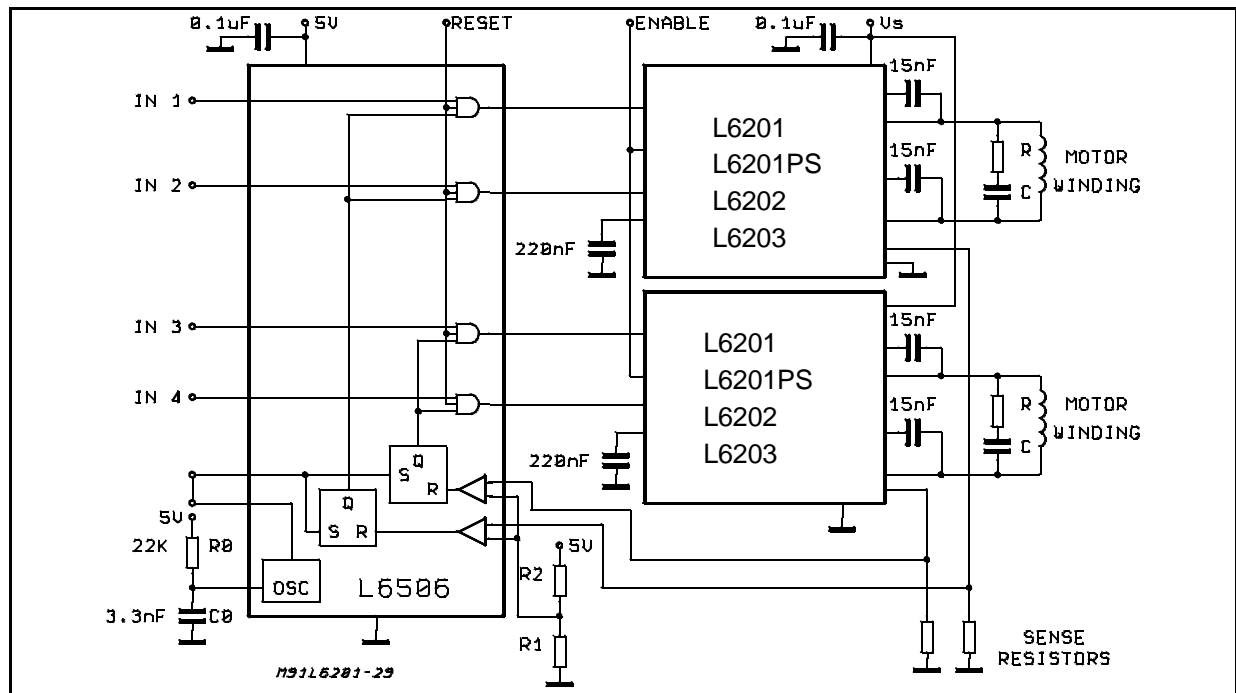 0.1uF
5V
RESET
ENABLE
0.1uF
Vs
15nF
IN 1
L6201
L6201PS
L6202
L6203
15nF
R
C
MOTOR
WINDING
IN 2
220nF
IN 3
L6201
L6201PS
L6202
L6203
15nF
IN 4
15nF
R
C
MOTOR
WINDING
220nF
Q
S
R
Q
S R
5V
22K
R0
OSC
L6506
3.3nF
C0
5V
R2
R1
SENSE
RESISTORS
M91L6201-29